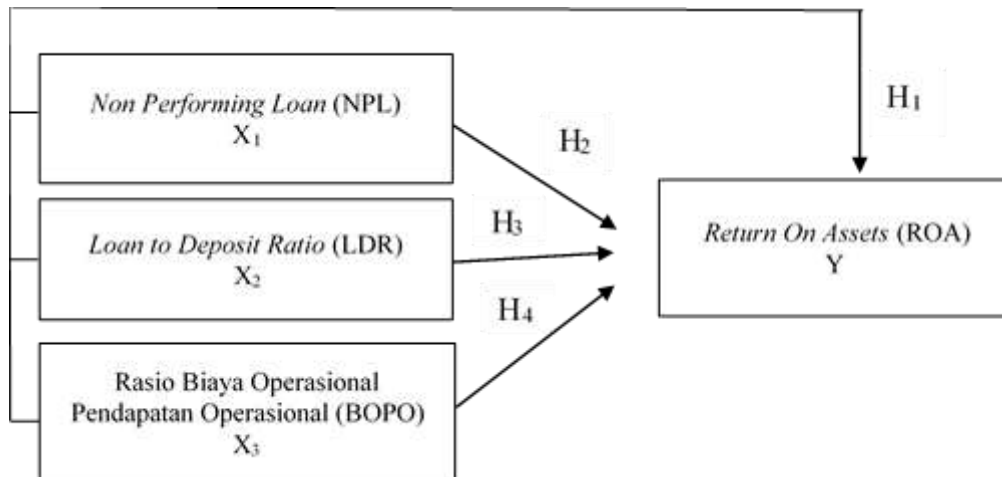 Non Performing Loan (NPL)
X₁
H₁
H₂
Loan to Deposit Ratio (LDR)
X₂
H₃
Return On Assets (ROA)
Y
H₄
Rasio Biaya Operasional
Pendapatan Operasional (BOPO)
X₃